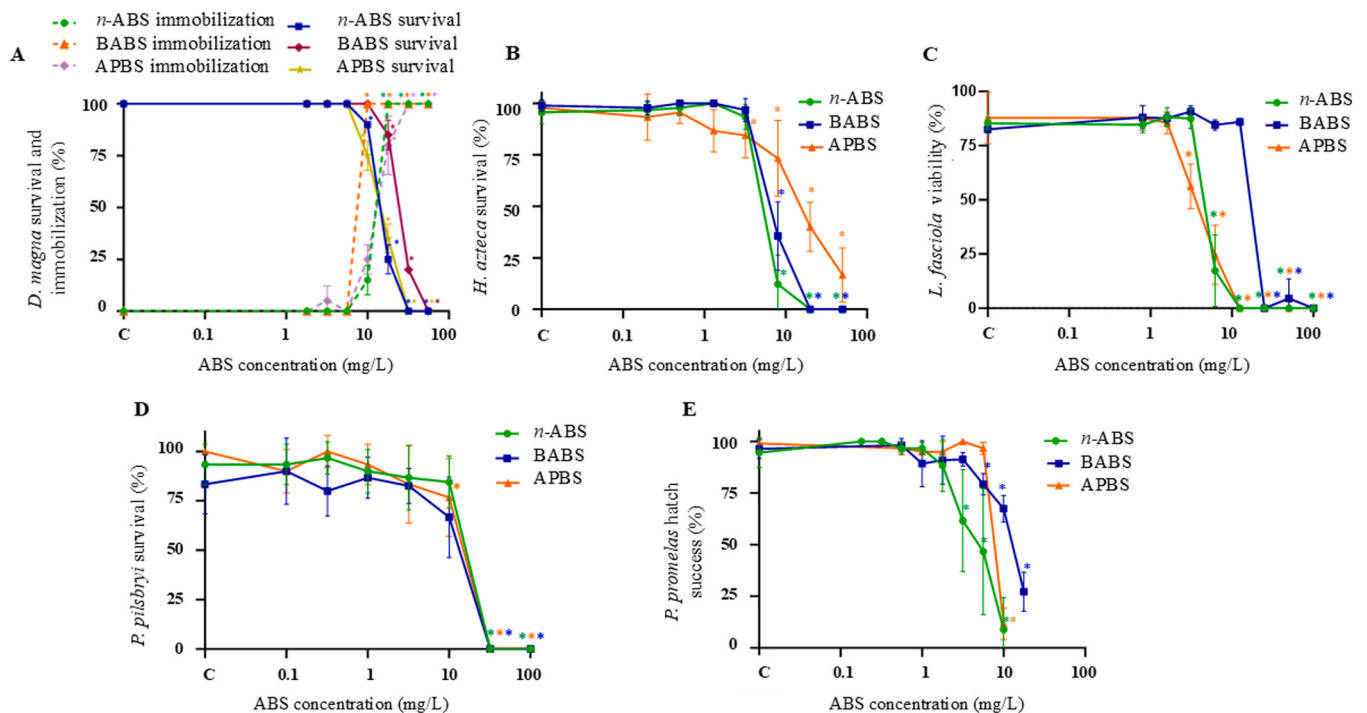 n-ABS immobilization n-ABS survival
BABS immobilization BABS survival
APBS immobilization APBS survival
A
D. magna survival and
immobilization (%)
100
75
50
25
0
C 0.1 1 10 100
ABS concentration (mg/L)
B
H. azteca survival (%)
100
75
50
25
0
C 0.1 1 10 100
ABS concentration (mg/L)
n-ABS
BABS
APBS
C
L. fasciola viability (%)
100
75
50
25
0
C 0.1 1 10 100
ABS concentration (mg/L)
n-ABS
BABS
APBS
D
P. pilsbryi survival (%)
100
75
50
25
0
C 0.1 1 10 100
ABS concentration (mg/L)
n-ABS
BABS
APBS
E
P. promelas hatch
success (%)
100
75
50
25
0
C 0.1 1 10 100
ABS concentration (mg/L)
n-ABS
BABS
APBS